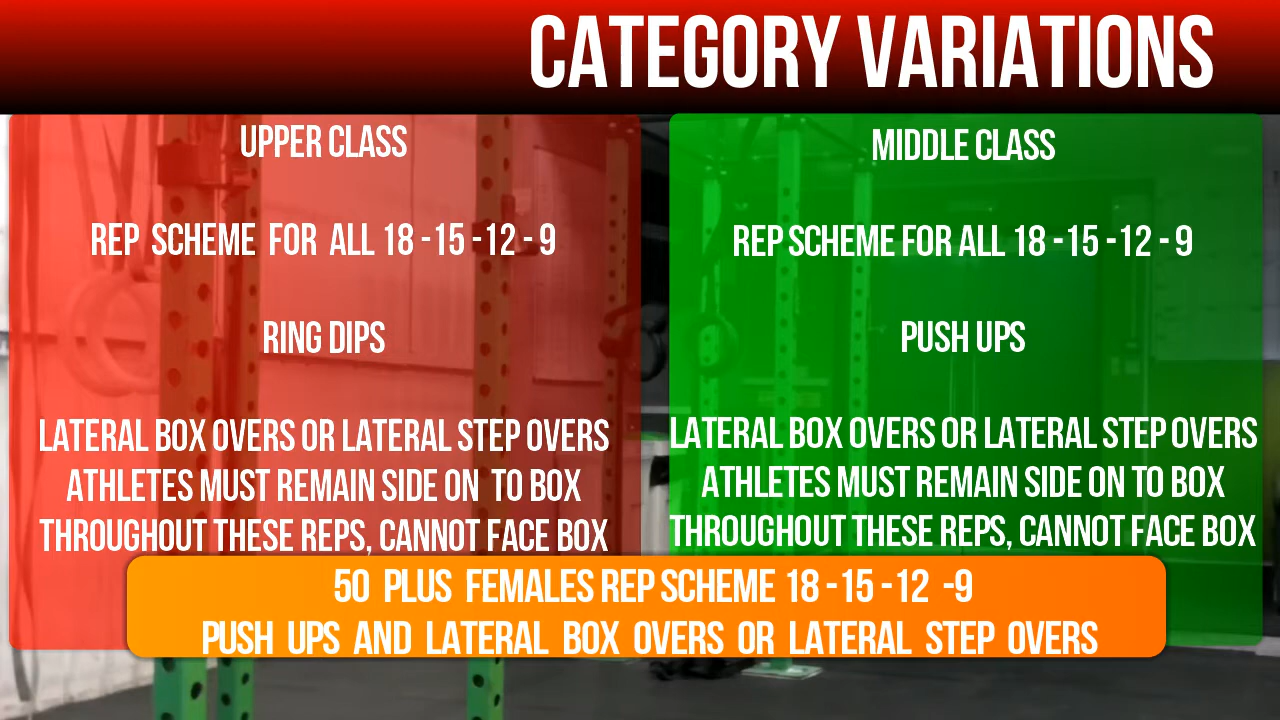 CATEGORY VARIATIONS
UPPER CLASS
REP SCHEME FOR ALL 18 -15 -12 - 9
RING DIPS
LATERAL BOX OVERS OR LATERAL STEP OVERS
ATHLETES MUST REMAIN SIDE ON TO BOX
THROUGHOUT THESE REPS, CANNOT FACE BOX
MIDDLE CLASS
REP SCHEME FOR ALL 18 -15 -12 - 9
PUSH UPS
LATERAL BOX OVERS OR LATERAL STEP OVERS
ATHLETES MUST REMAIN SIDE ON TO BOX
THROUGHOUT THESE REPS, CANNOT FACE BOX
50 PLUS FEMALES REP SCHEME 18 -15 -12 -9
PUSH UPS AND LATERAL BOX OVERS OR LATERAL STEP OVERS